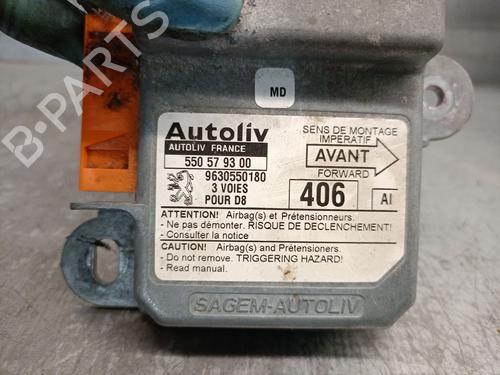 B-PARTS
MD
Autoliv
AUTOLIV FRANCE
550 57 93 00
9630550180
3 VOIES
POUR D8
SENS DE MONTAGE
IMPERATIF
AVANT
FORWARD
406
AI
ATTENTION! Airbag(s) et Prétensionneurs.
- Ne pas démonter. RISQUE DE DECLENCHEMENT!
- Consulter la notice
CAUTION! Airbag(s) and Prétensioners.
- Do not remove. TRIGGERING HAZARD!
- Read manual.
SAGEM-AUTOLIV